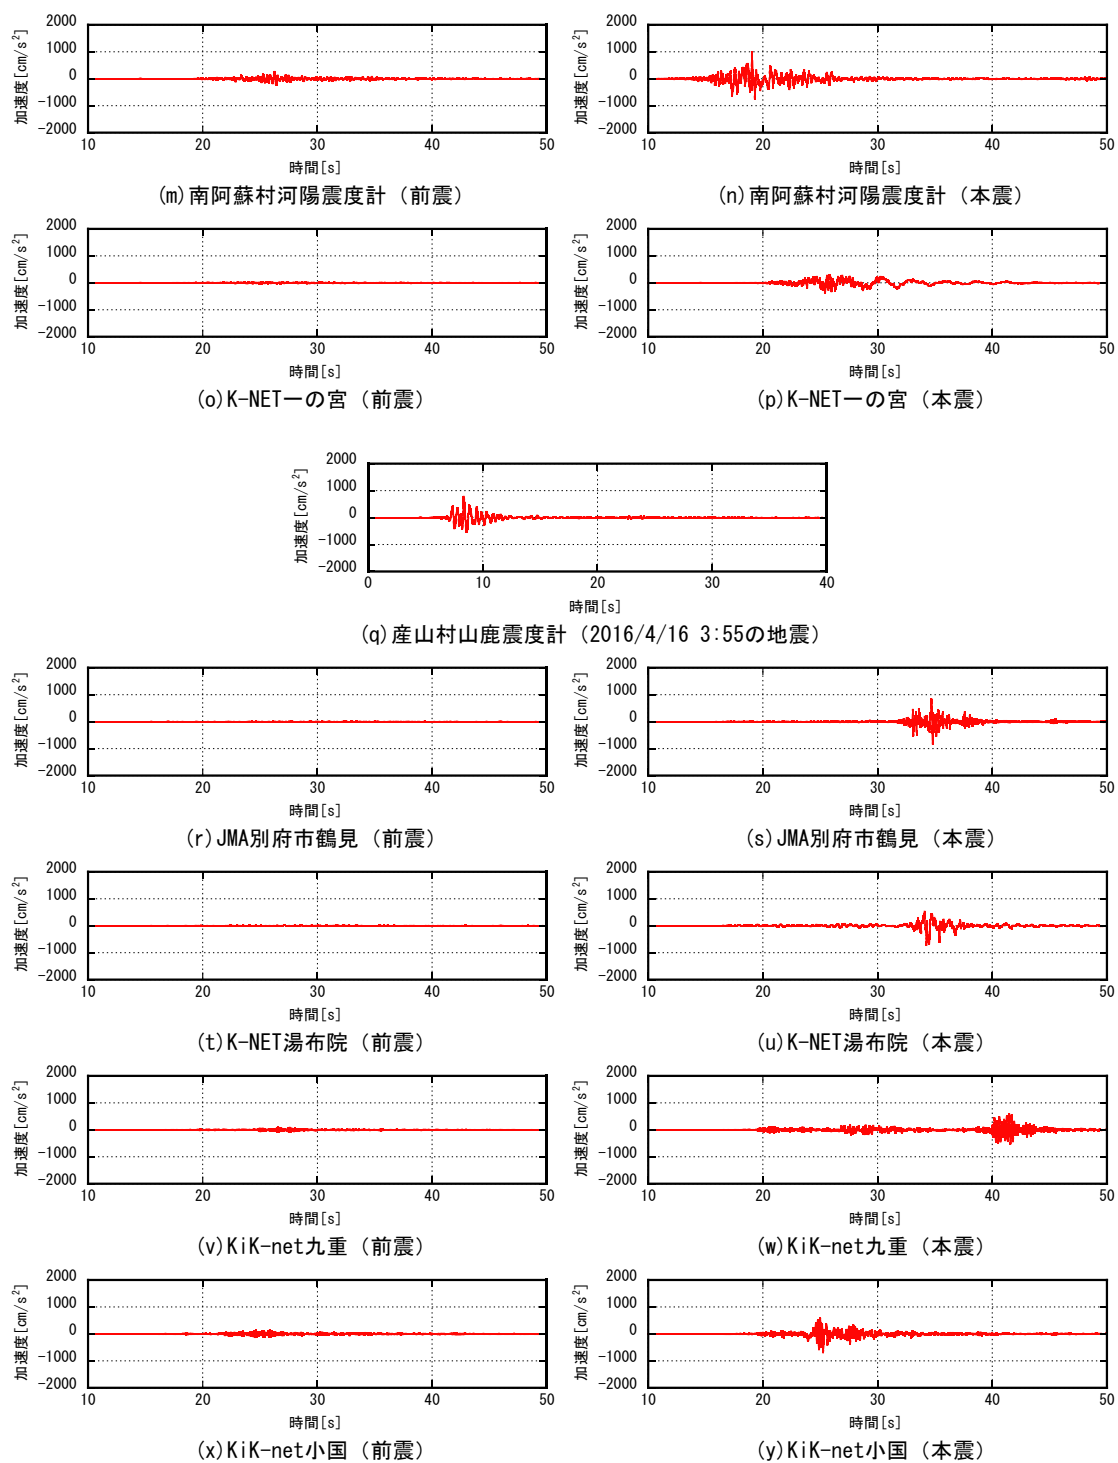 2000
1000
0
-1000
-2000
加速度[cm/s²]
10 20 30 40 50
時間[s]
(m)南阿蘇村河陽震度計（前震）
2000
1000
0
-1000
-2000
加速度[cm/s²]
10 20 30 40 50
時間[s]
(n)南阿蘇村河陽震度計（本震）
2000
1000
0
-1000
-2000
加速度[cm/s²]
10 20 30 40 50
時間[s]
(o)K-NET一の宮（前震）
2000
1000
0
-1000
-2000
加速度[cm/s²]
10 20 30 40 50
時間[s]
(p)K-NET一の宮（本震）
2000
1000
0
-1000
-2000
加速度[cm/s²]
0 10 20 30 40
時間[s]
(q)産山村山鹿震度計（2016/4/16 3:55の地震）
2000
1000
0
-1000
-2000
加速度[cm/s²]
10 20 30 40 50
時間[s]
(r)JMA別府市鶴見（前震）
2000
1000
0
-1000
-2000
加速度[cm/s²]
10 20 30 40 50
時間[s]
(s)JMA別府市鶴見（本震）
2000
1000
0
-1000
-2000
加速度[cm/s²]
10 20 30 40 50
時間[s]
(t)K-NET湯布院（前震）
2000
1000
0
-1000
-2000
加速度[cm/s²]
10 20 30 40 50
時間[s]
(u)K-NET湯布院（本震）
2000
1000
0
-1000
-2000
加速度[cm/s²]
10 20 30 40 50
時間[s]
(v)KiK-net九重（前震）
2000
1000
0
-1000
-2000
加速度[cm/s²]
10 20 30 40 50
時間[s]
(w)KiK-net九重（本震）
2000
1000
0
-1000
-2000
加速度[cm/s²]
10 20 30 40 50
時間[s]
(x)KiK-net小国（前震）
2000
1000
0
-1000
-2000
加速度[cm/s²]
10 20 30 40 50
時間[s]
(y)KiK-net小国（本震）